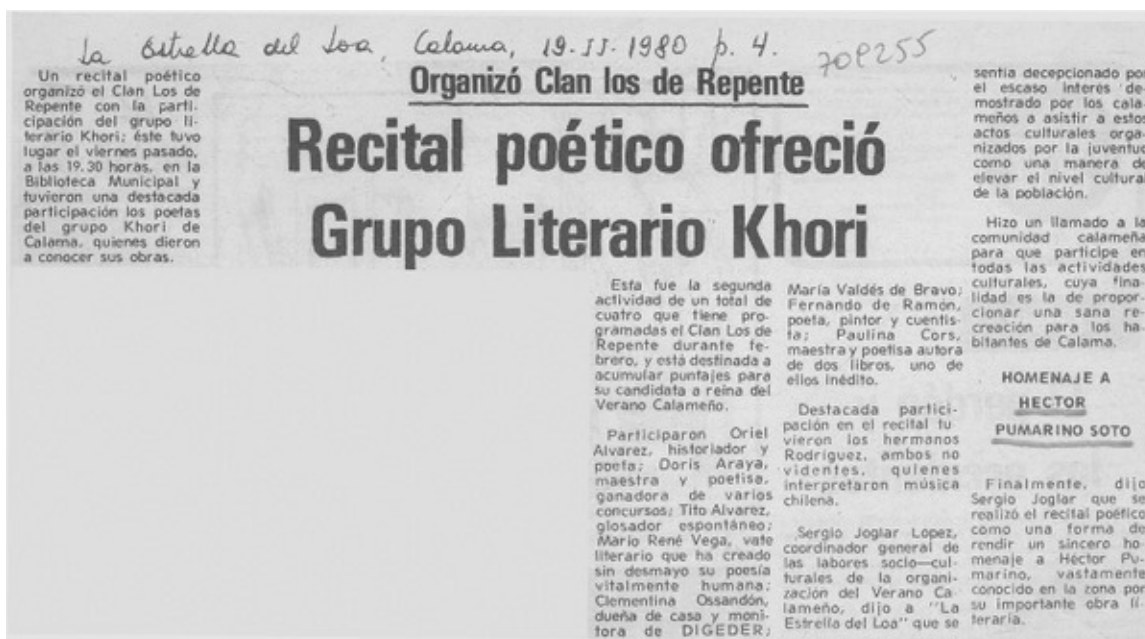 La Estrella del Loa, Calama, 19-II-1980 p. 4.
709255
Organizó Clan los de Repente
Recital poético ofreció
Grupo Literario Khori
Un recital poético
organizó el Clan Los de
Repente con la parti-
cipación del grupo li-
terario Khori; éste tuvo
lugar el viernes pasado,
a las 19.30 horas, en la
Biblioteca Municipal y
tuvieron una destacada
participación los poetas
del grupo Khori de
Calama, quienes dieron
a conocer sus obras.
Esta fue la segunda
actividad de un total de
cuatro que tiene pro-
gramadas el Clan Los de
Repente durante fe-
brero, y está destinada a
acumular puntajes para
su candidata a reina del
Verano Calameño.
Participaron Oriel
Alvarez, historiador y
poeta; Doris Araya,
maestra y poetisa,
ganadora de varios
concursos; Tito Alvarez,
glosador espontáneo;
Mario René Vega, vate
literario que ha creado
sin desmayo su poesía
vitalmente humana;
Clementina Ossandón,
dueña de casa y moni-
tora de DIGEDER;
María Valdés de Bravo;
Fernando de Ramón,
poeta, pintor y cuentis-
ta; Paulina Cors,
maestra y poetisa autora
de dos libros, uno de
ellos inédito.
Destacada partici-
pación en el recital tu-
vieron los hermanos
Rodríguez, ambos no
videntes, quienes
interpretaron música
chilena.
Sergio Joglar Lopez,
coordinador general de
las labores socio—cul-
turales de la organi-
zación del Verano Ca-
lameño, dijo a "La
Estrella del Loa" que se
sentía decepcionado por
el escaso interés de-
mostrado por los cala-
meños a asistir a estos
actos culturales orga-
nizados por la juventud
como una manera de
elevar el nivel cultural
de la población.
Hizo un llamado a la
comunidad calameña
para que participe en
todas las actividades
culturales, cuya fina-
lidad es la de propor-
cionar una sana re-
creación para los ha-
bitantes de Calama.
HOMENAJE A
HECTOR
PUMARINO SOTO
Finalmente, dijo
Sergio Joglar que se
realizó el recital poético
como una forma de
rendir un sincero ho-
menaje a Héctor Pu-
marino, vastamente
conocido en la zona por
su importante obra li-
teraria.